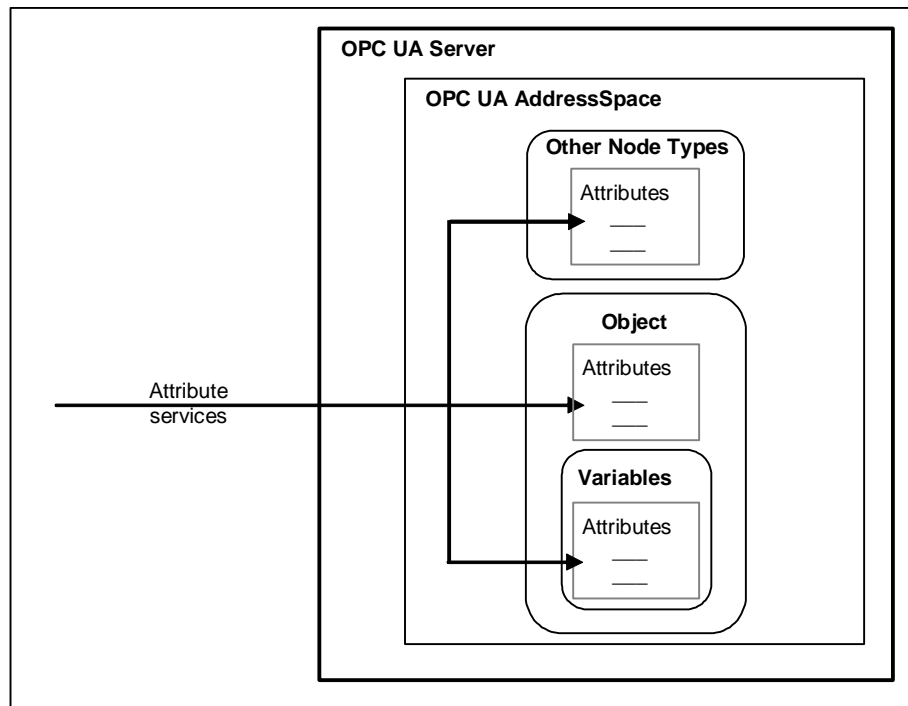 OPC UA Server
OPC UA AddressSpace
Other Node Types
Attributes
Object
Attributes
Attribute
services
Variables
Attributes